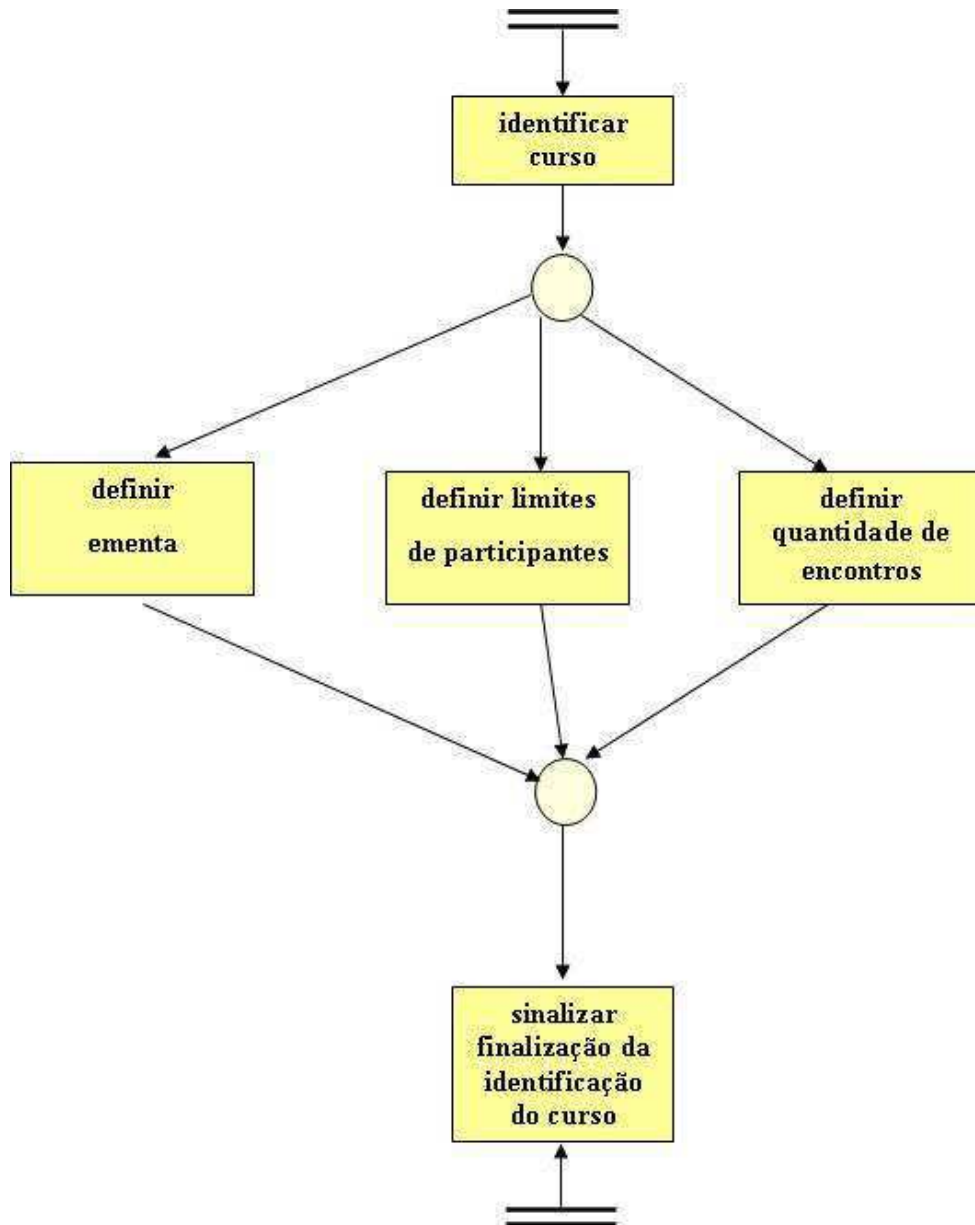 identificar
curso
definir
ementa
definir limites
de participantes
definir
quantidade de
encontros
sinalizar
finalização da
identificação
do curso